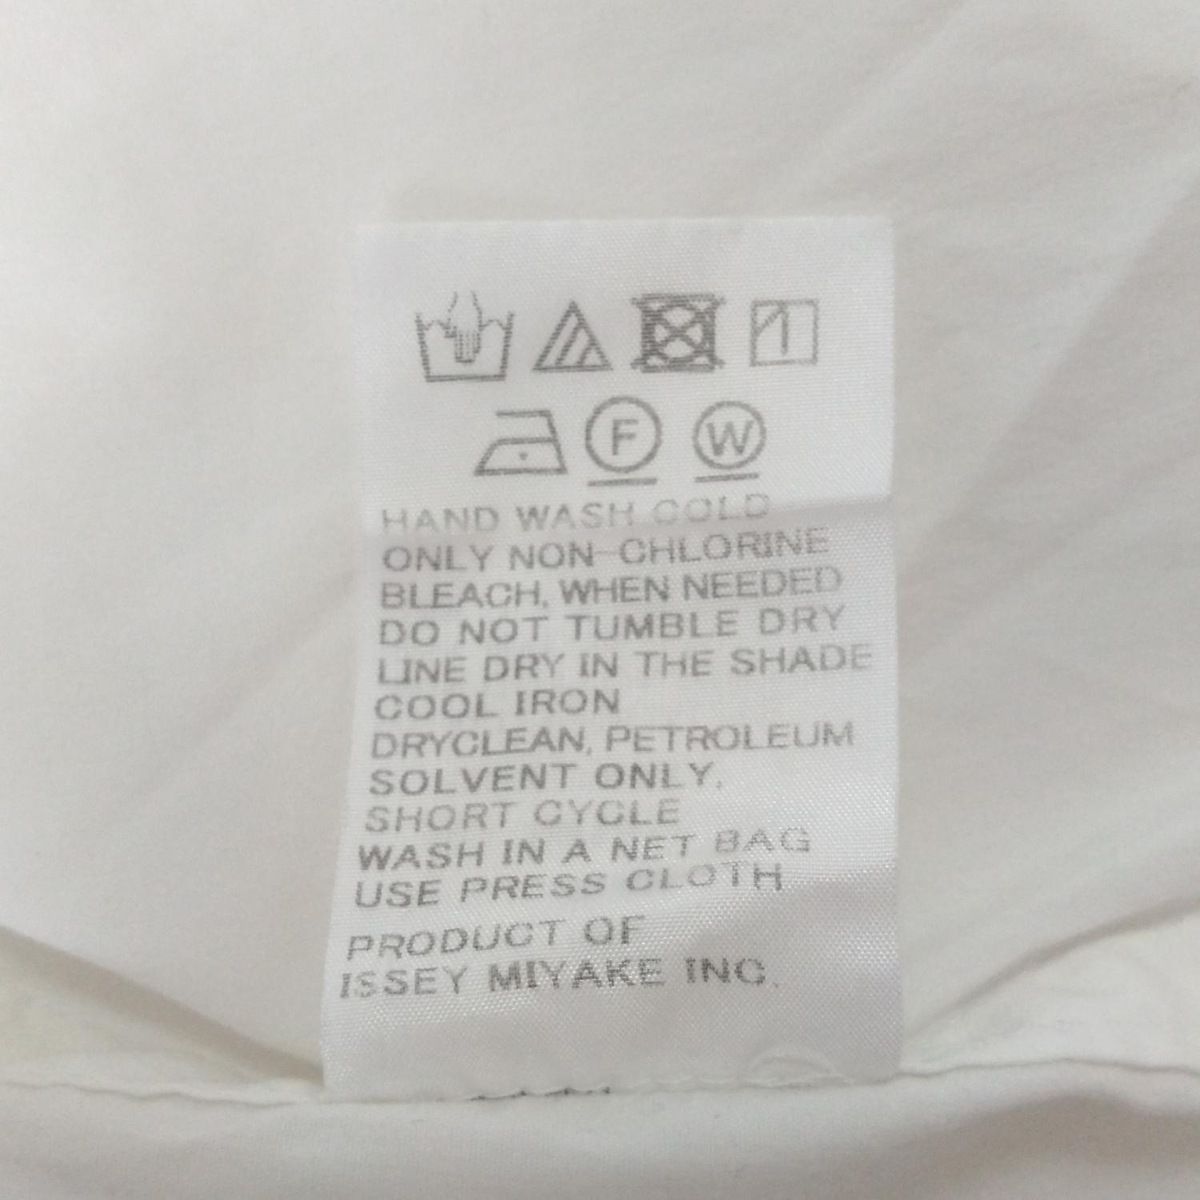 F W
HAND WASH COLD
ONLY NON-CHLORINE
BLEACH, WHEN NEEDED
DO NOT TUMBLE DRY
LINE DRY IN THE SHADE
COOL IRON
DRYCLEAN, PETROLEUM
SOLVENT ONLY.
SHORT CYCLE
WASH IN A NET BAG
USE PRESS CLOTH
PRODUCT OF
ISSEY MIYAKE INC.